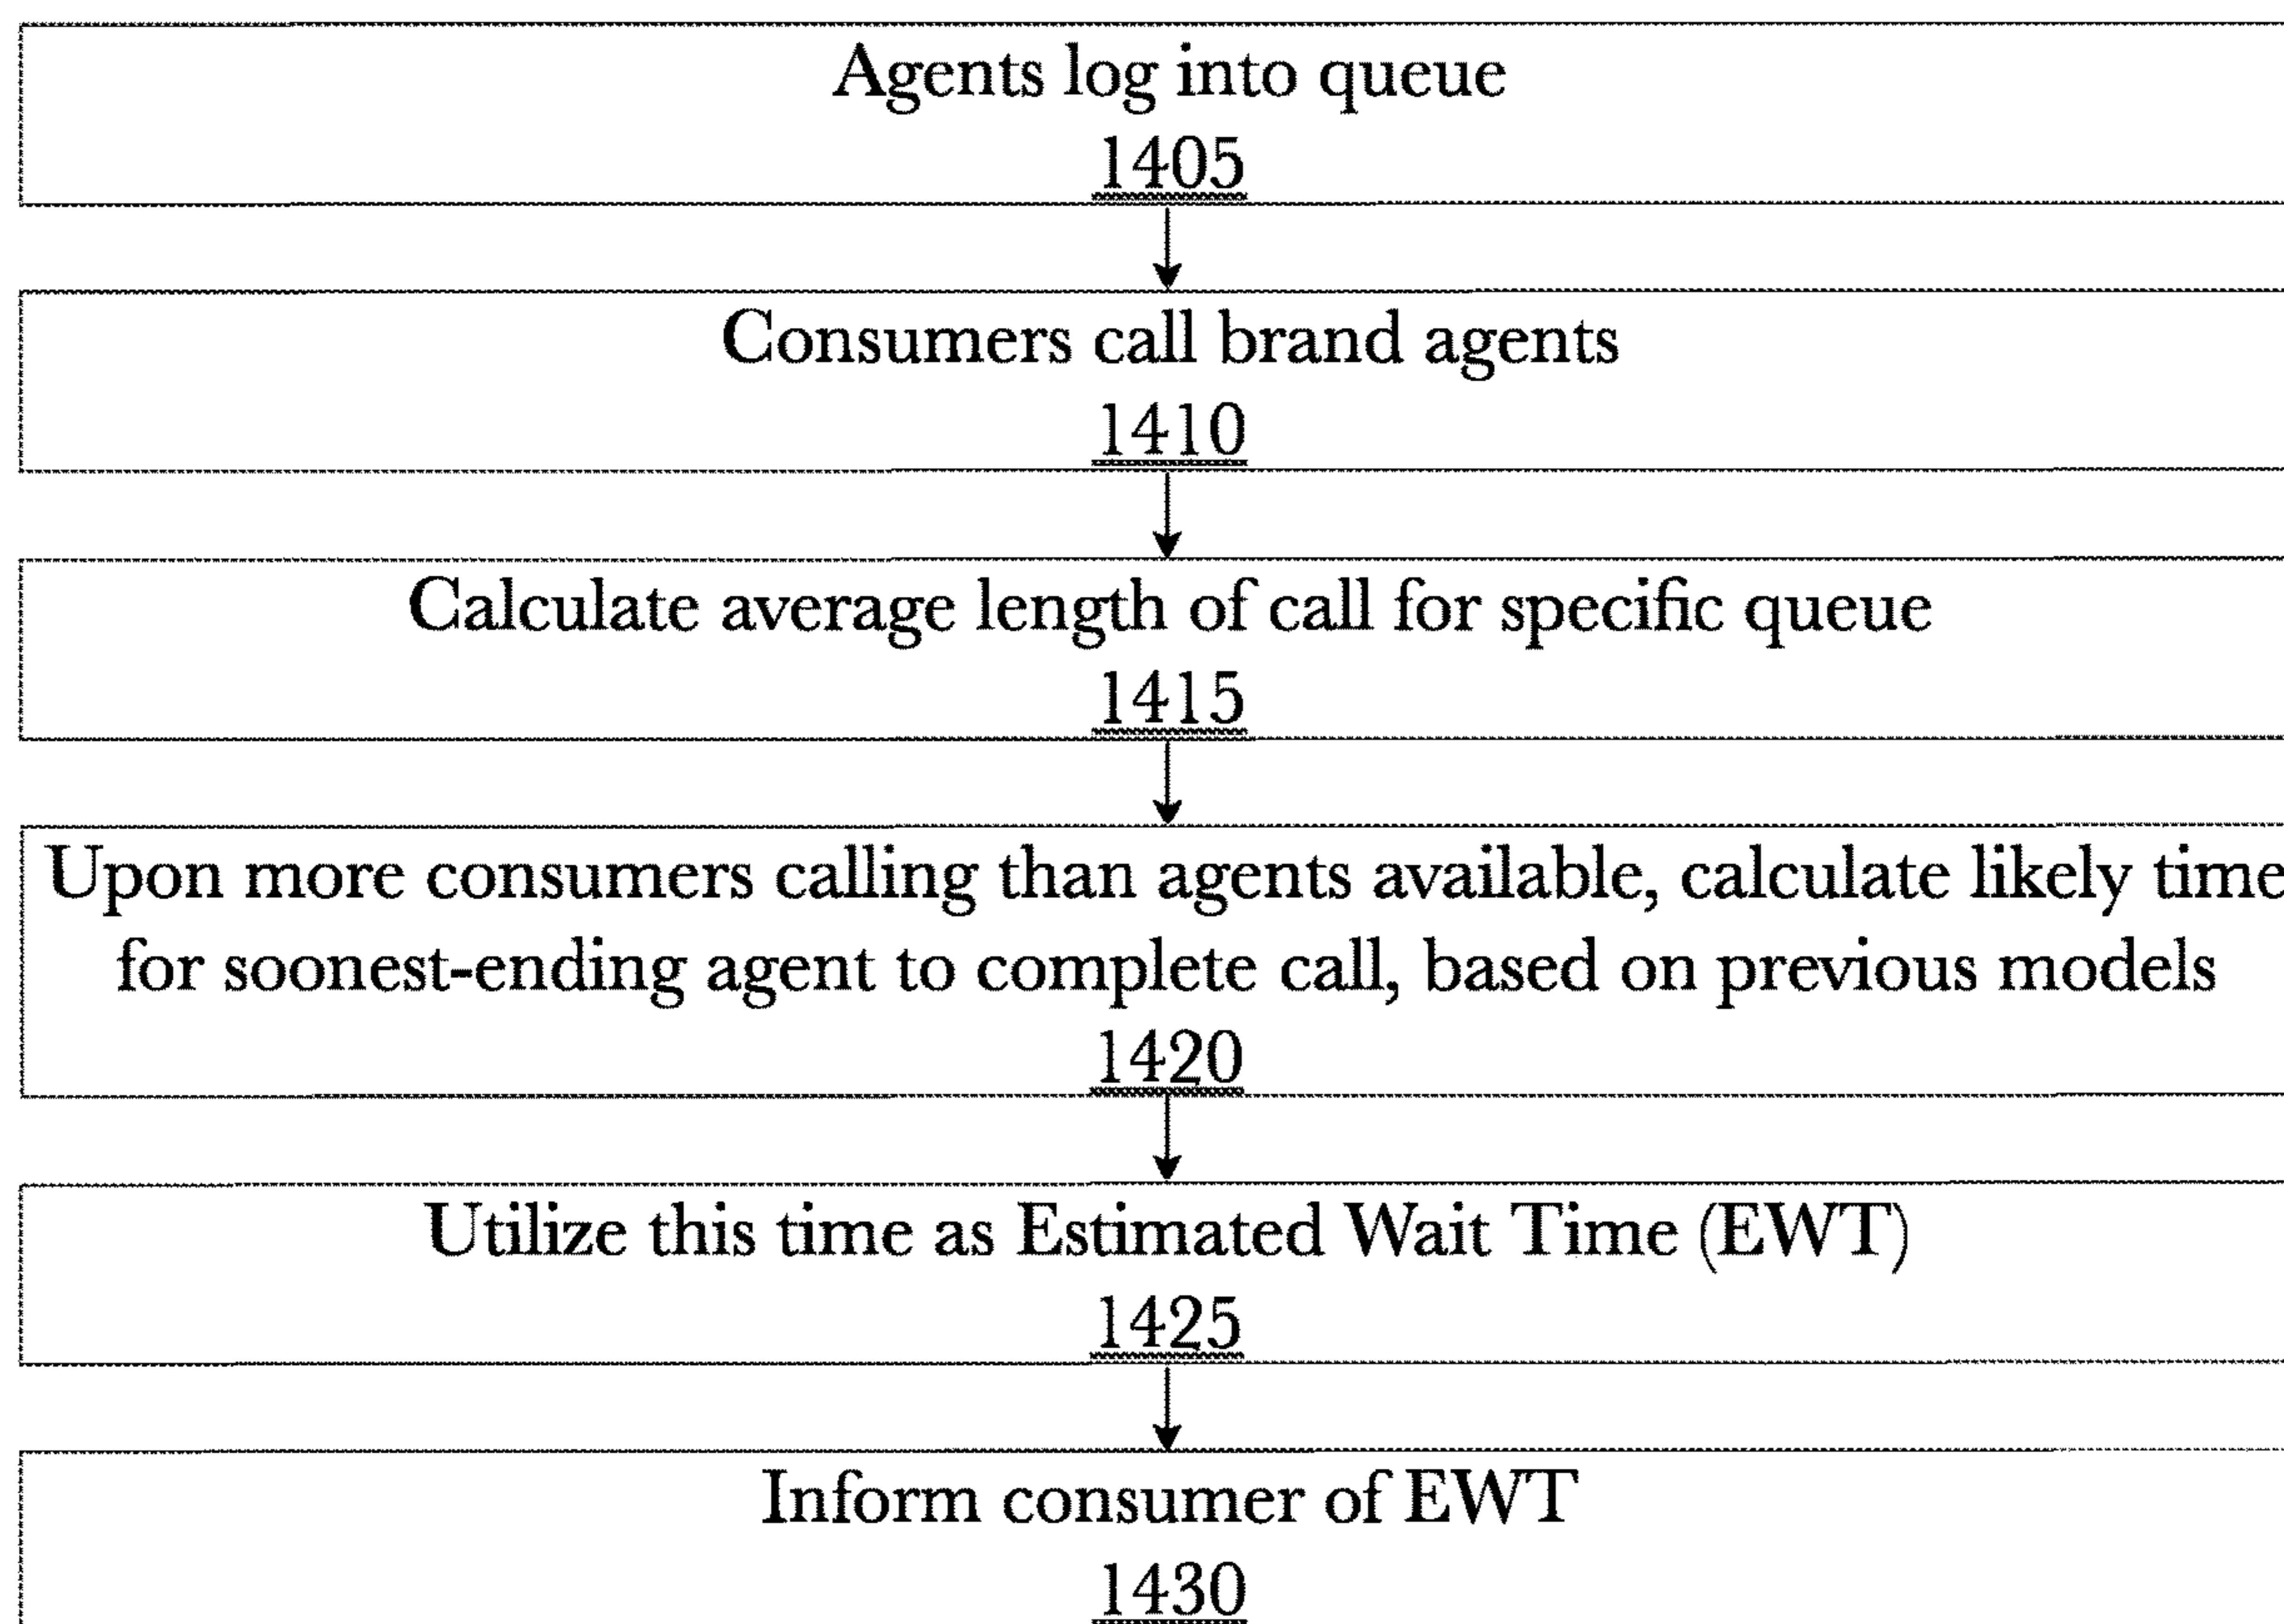 Agents log into queue
1405
Consumers call brand agents
1410
Calculate average length of call for specific queue
1415
Upon more consumers calling than agents available, calculate likely time
for soonest-ending agent to complete call, based on previous models
1420
Utilize this time as Estimated Wait Time (EWT)
1425
Inform consumer of EWT
1430